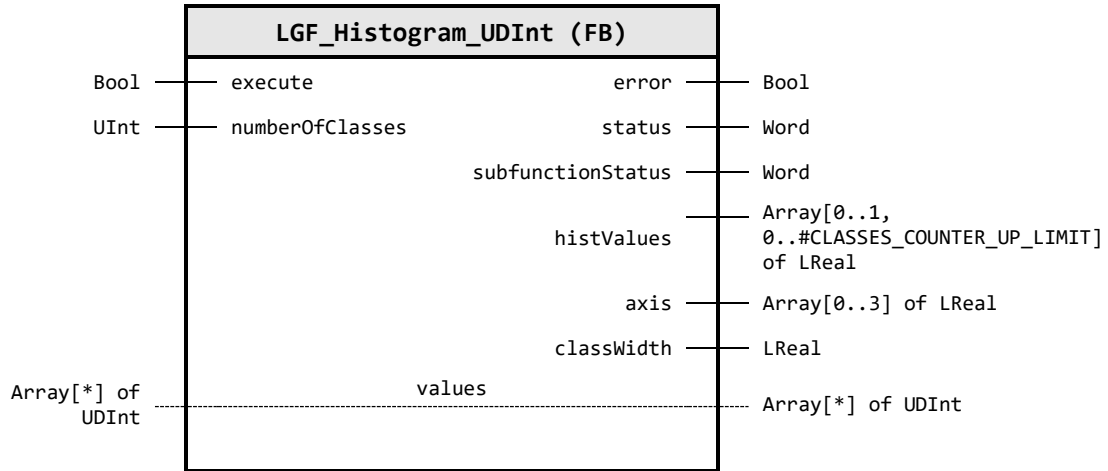 LGF_Histogram_UDInt (FB)
Bool execute error Bool
UInt numberOfClasses status Word
subfunctionStatus Word
histValues Array[0..1,
0..#CLASSES_COUNTER_UP_LIMIT]
of LReal
axis Array[0..3] of LReal
classWidth LReal
Array[*] of
UDInt
values
Array[*] of UDInt